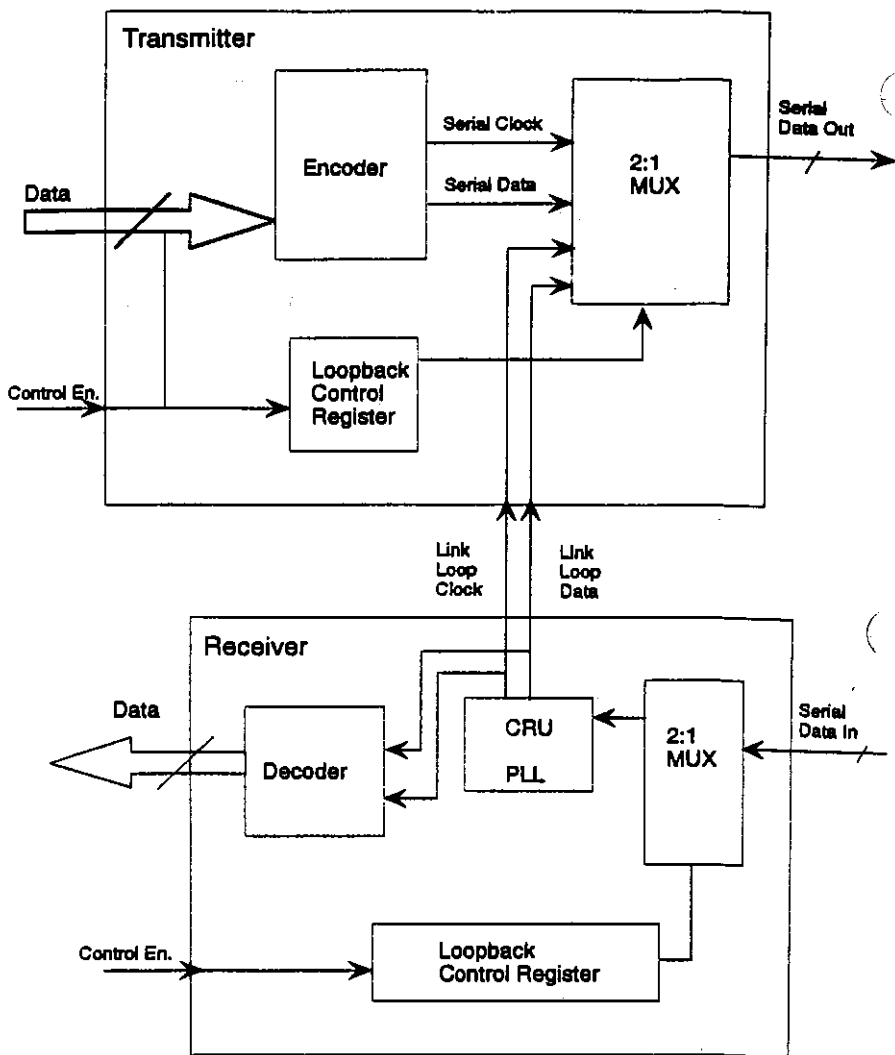 Transmitter
Serial Clock
Serial
Data Out
Encoder
2:1
MUX
Data
Serial Data
Loopback
Control
Register
Control En.
Link
Loop
Clock
Link
Loop
Data
Receiver
Data
CRU
PLL
2:1
MUX
Serial
Data In
Decoder
Control En.
Loopback
Control Register